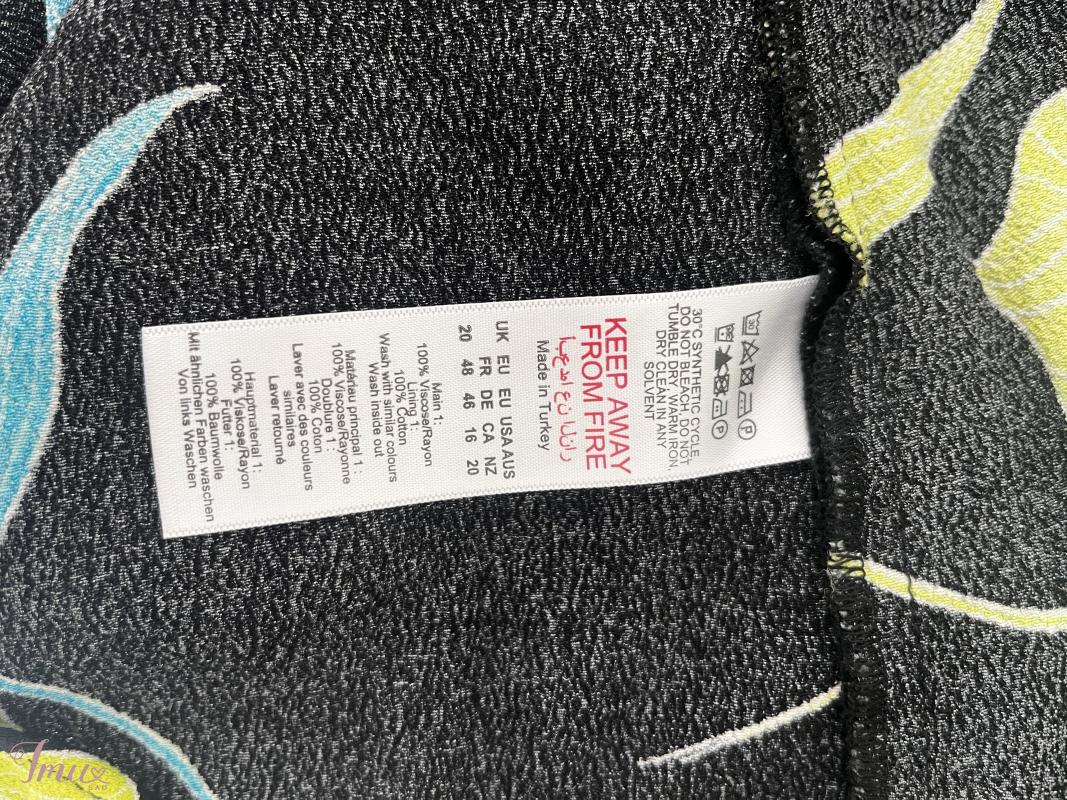 30°C SYNTHETIC CYCLE.
DO NOT BLEACH. DO NOT
TUMBLE DRY. WARM IRON.
DRY CLEAN IN ANY
SOLVENT
KEEP AWAY
FROM FIRE
ابعدها عن النار
Made in Turkey
UK EU EU USA AUS
FR DE CA NZ
20 48 46 16 20
Main 1:
100% Viscose/Rayon
Lining 1:
100% Cotton
Wash with similar colours
Wash inside out
Matériau principal 1 :
100% Viscose/Rayonne
Doublure 1 :
100% Coton
Laver avec des couleurs
similaires
Laver retourné
Hauptmaterial 1:
100% Viskose/Rayon
Futter 1:
100% Baumwolle
Mit ähnlichen Farben waschen
Von links Waschen